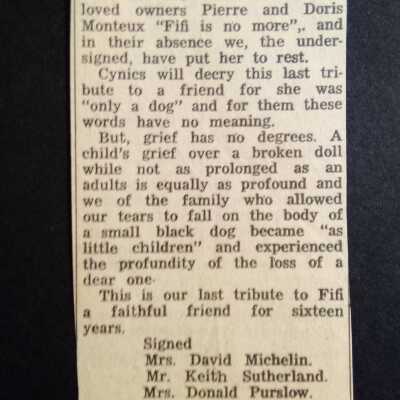 loved owners Pierre and Doris
Monteux "Fifi is no more",. and
in their absence we, the under-
signed, have put her to rest.
Cynics will decry this last tri-
bute to a friend for she was
"only a dog" and for them these
words have no meaning.
But, grief has no degrees. A
child's grief over a broken doll
while not as prolonged as an
adults is equally as profound and
we of the family who allowed
our tears to fall on the body of
a small black dog became "as
little children" and experienced
the profundity of the loss of a
dear one.
This is our last tribute to Fifi
a faithful friend for sixteen
years.
Signed
Mrs. David Michelin.
Mr. Keith Sutherland.
Mrs. Donald Purslow.